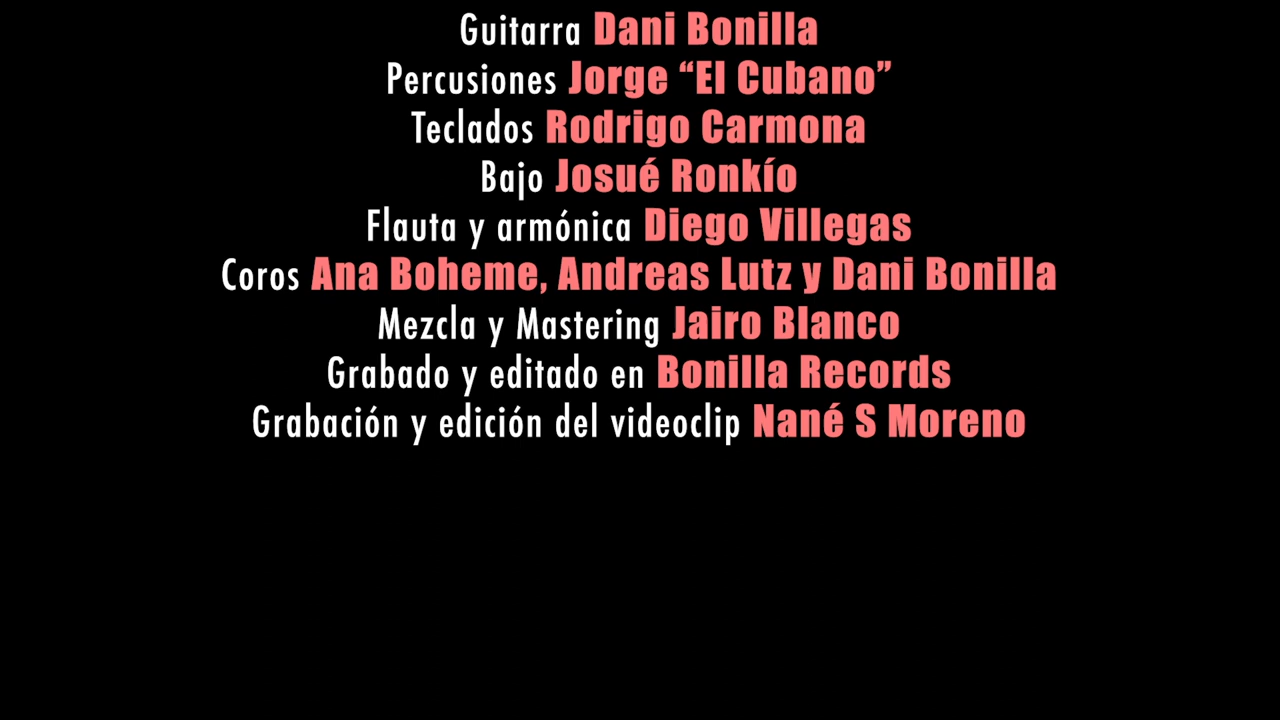 Guitarra Dani Bonilla
Percusiones Jorge “El Cubano”
Teclados Rodrigo Carmona
Bajo Josué Ronkío
Flauta y armónica Diego Villegas
Coros Ana Boheme, Andreas Lutz y Dani Bonilla
Mezcla y Mastering Jairo Blanco
Grabado y editado en Bonilla Records
Grabación y edición del videoclip Nané S Moreno